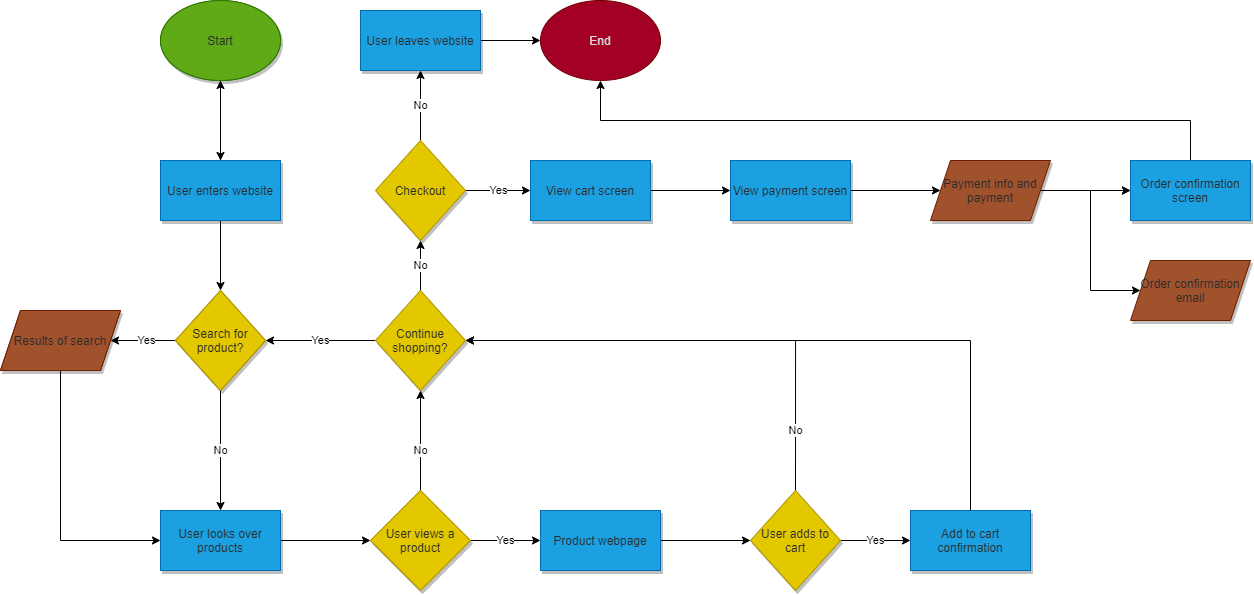 Start
User leaves website
End
No
User enters website
Checkout
Yes
View cart screen
View payment screen
Payment info and
payment
Order confirmation
screen
No
Order confirmation
email
Results of search
Yes
Search for
product?
Yes
Continue
shopping?
No
No
No
User looks over
products
User views a
product
Yes
Product webpage
User adds to
cart
Yes
Add to cart
confirmation